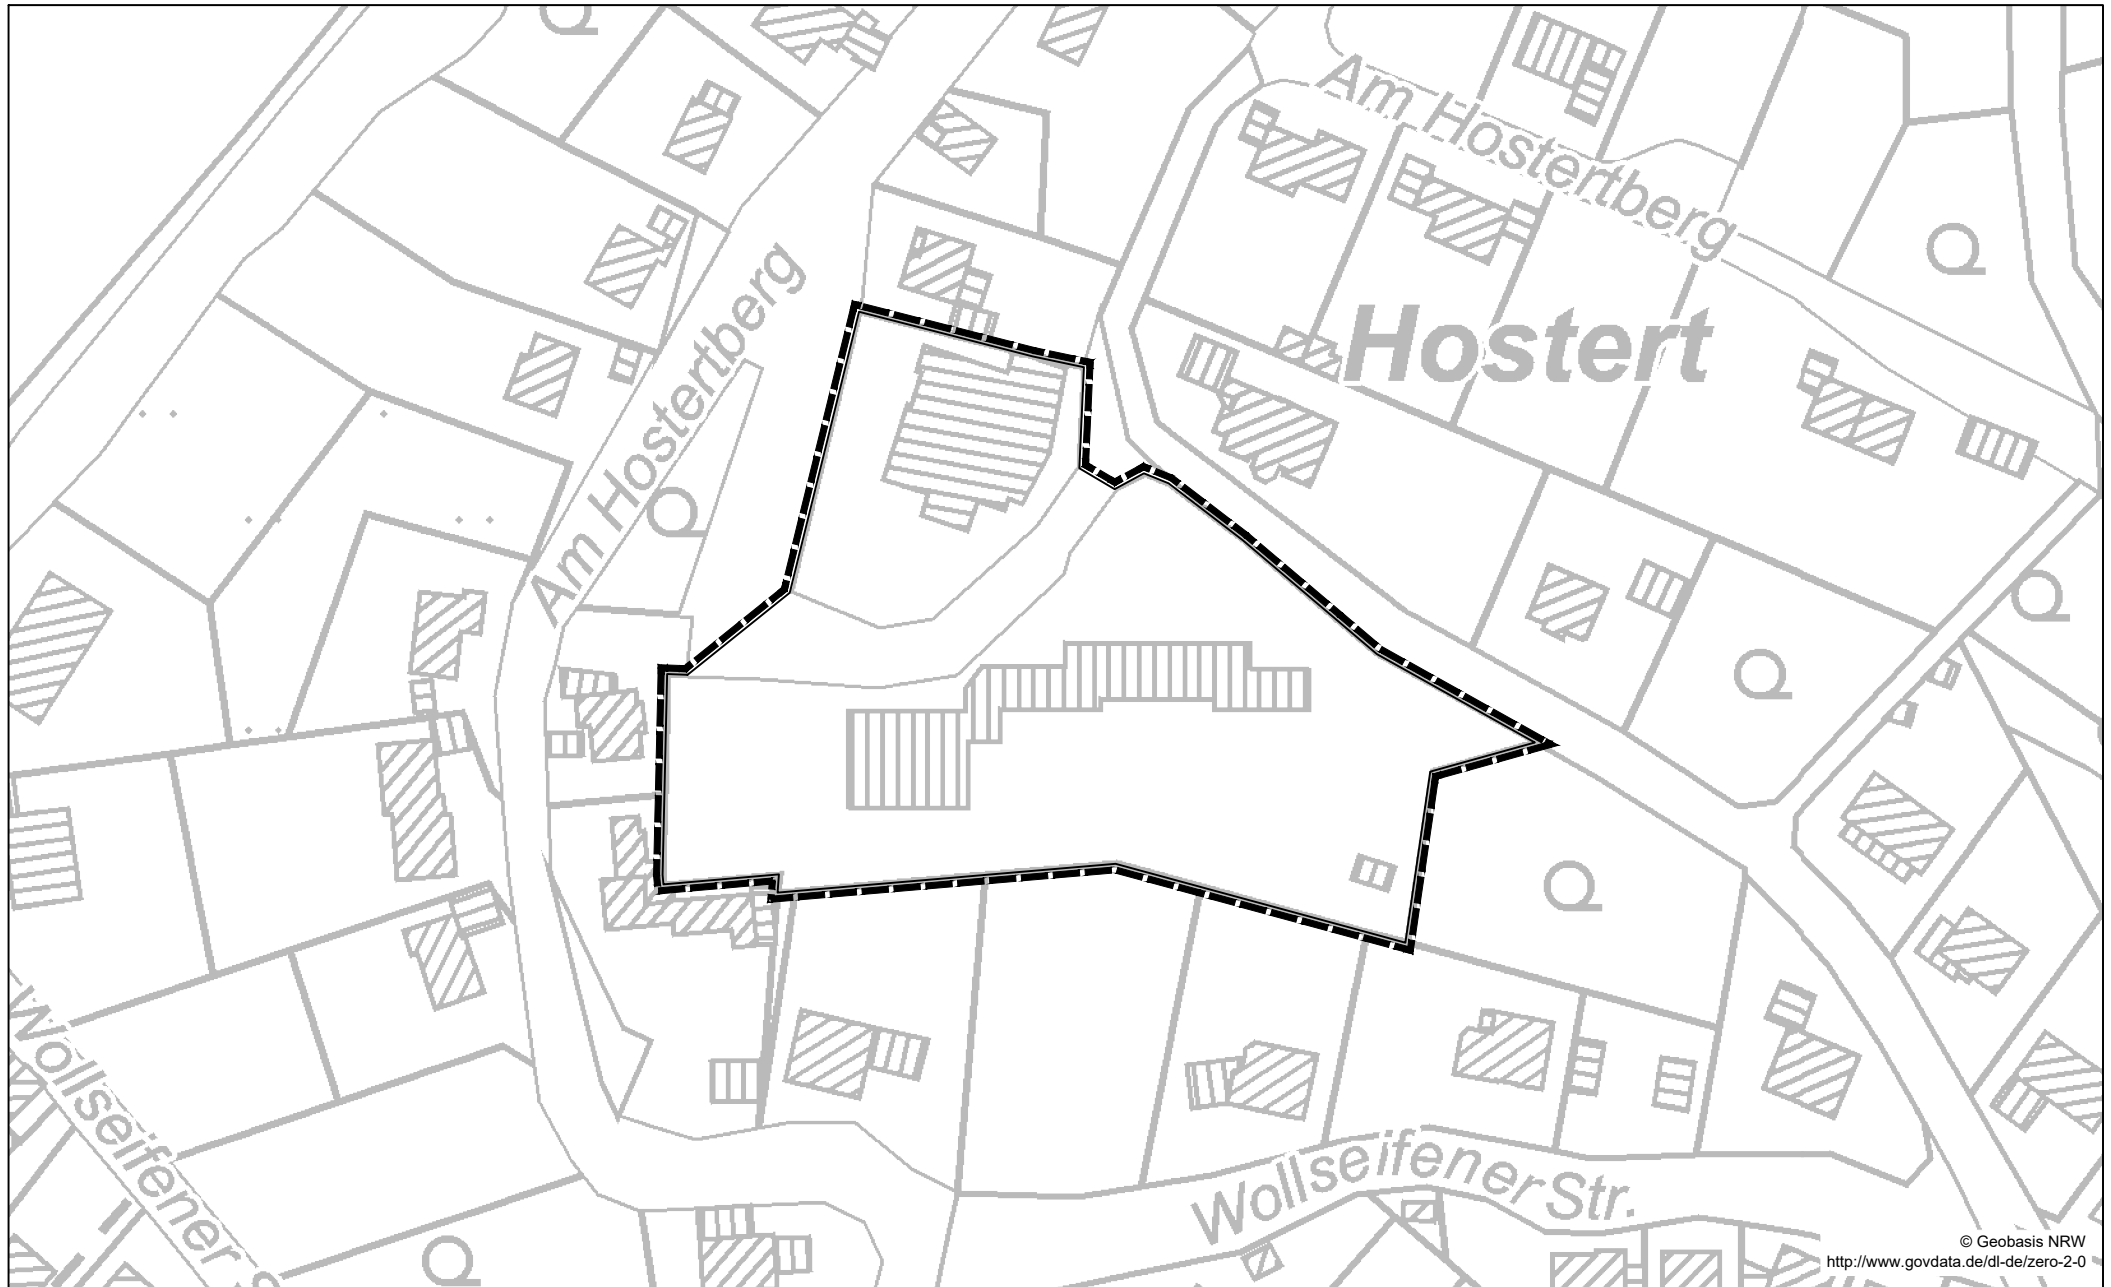 Am Hostertberg
Am Hostertberg
Hostert
Wollseifener S
Wollseifener Str.
© Geobasis NRW
http://www.govdata.de/dl-de/zero-2-0